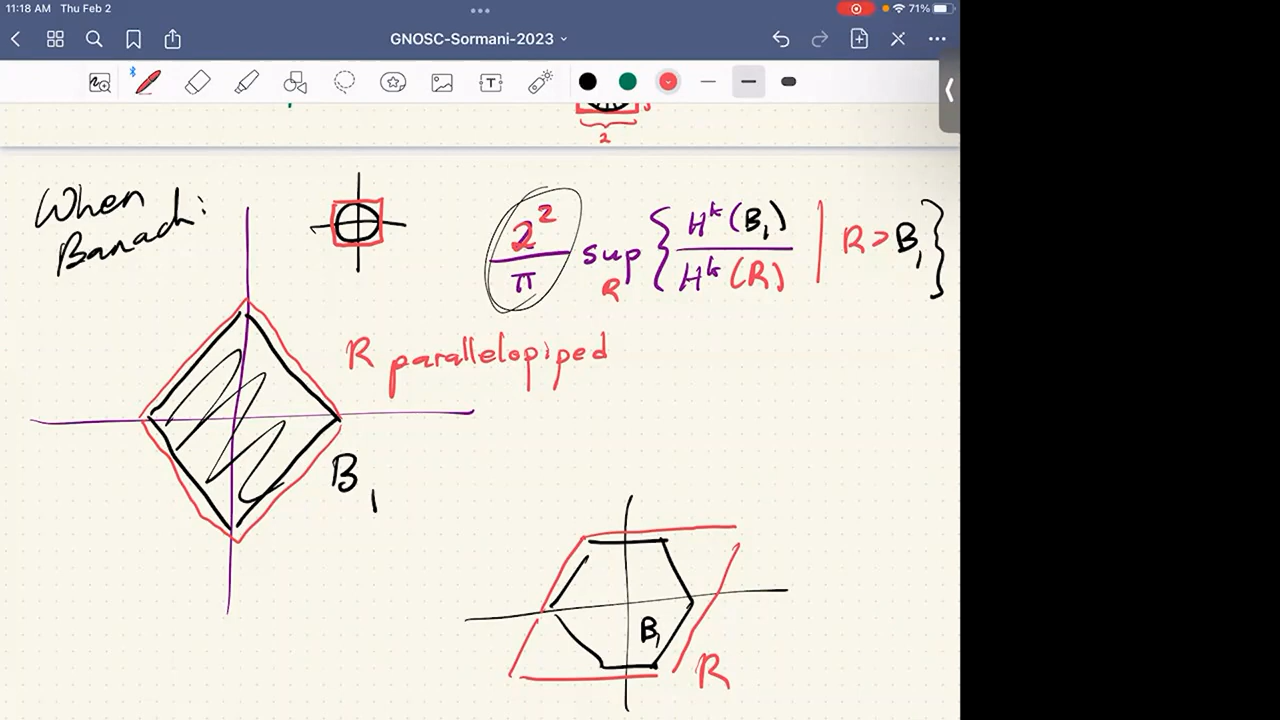 11:18 AM Thu Feb 2
71%
GNOSC-Sormani-2023
2
When
Banach:
2^2/π sup_R { H^k(B_1)/H^k(R) | R ⊃ B_1 }
R parallelopiped
B_1
B_1
R